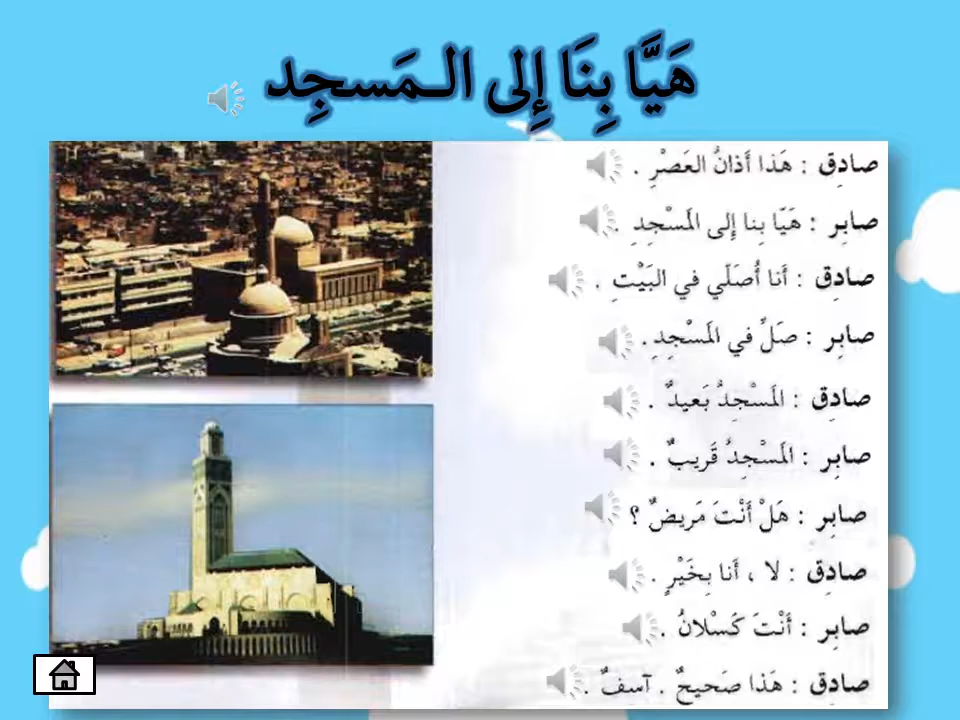 هَيَّا بِنَا إِلى الـمَسجِد
صادِق : هَذا أَذانُ العَصْرِ .
صابِر : هَيّا بِنا إِلى المَسْجِدِ .
صادِق : أَنا أُصَلّي في البَيْتِ .
صابِر : صَلِّ في المَسْجِدِ .
صادِق : المَسْجِدُ بَعيدٌ .
صابِر : المَسْجِدُ قَريبٌ .
صابِر : هَلْ أَنْتَ مَريضٌ ؟
صادِق : لا ، أَنا بِخَيْرٍ .
صابِر : أَنْتَ كَسْلانُ .
صادِق : هَذا صَحيحٌ . آسِفٌ .